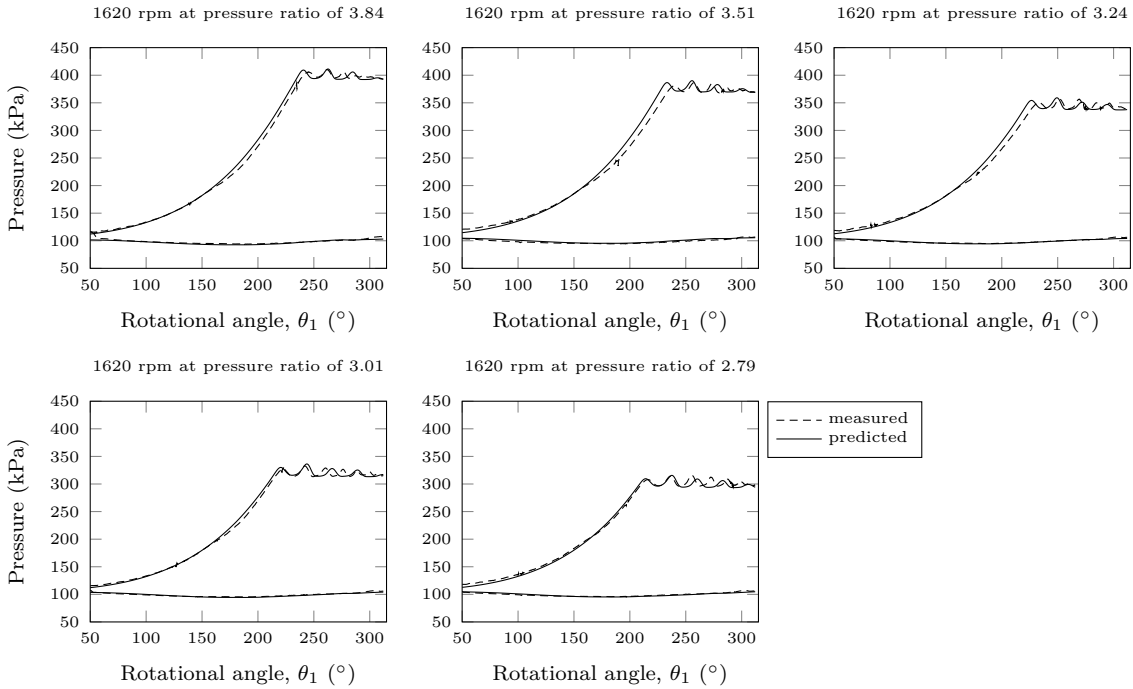 1620 rpm at pressure ratio of 3.84
1620 rpm at pressure ratio of 3.51
1620 rpm at pressure ratio of 3.24
Pressure (kPa)
450
400
350
300
250
200
150
100
50
50 100 150 200 250 300
Rotational angle, θ₁ (°)
450
400
350
300
250
200
150
100
50
50 100 150 200 250 300
Rotational angle, θ₁ (°)
450
400
350
300
250
200
150
100
50
50 100 150 200 250 300
Rotational angle, θ₁ (°)
1620 rpm at pressure ratio of 3.01
1620 rpm at pressure ratio of 2.79
Pressure (kPa)
450
400
350
300
250
200
150
100
50
50 100 150 200 250 300
Rotational angle, θ₁ (°)
450
400
350
300
250
200
150
100
50
50 100 150 200 250 300
Rotational angle, θ₁ (°)
measured
predicted